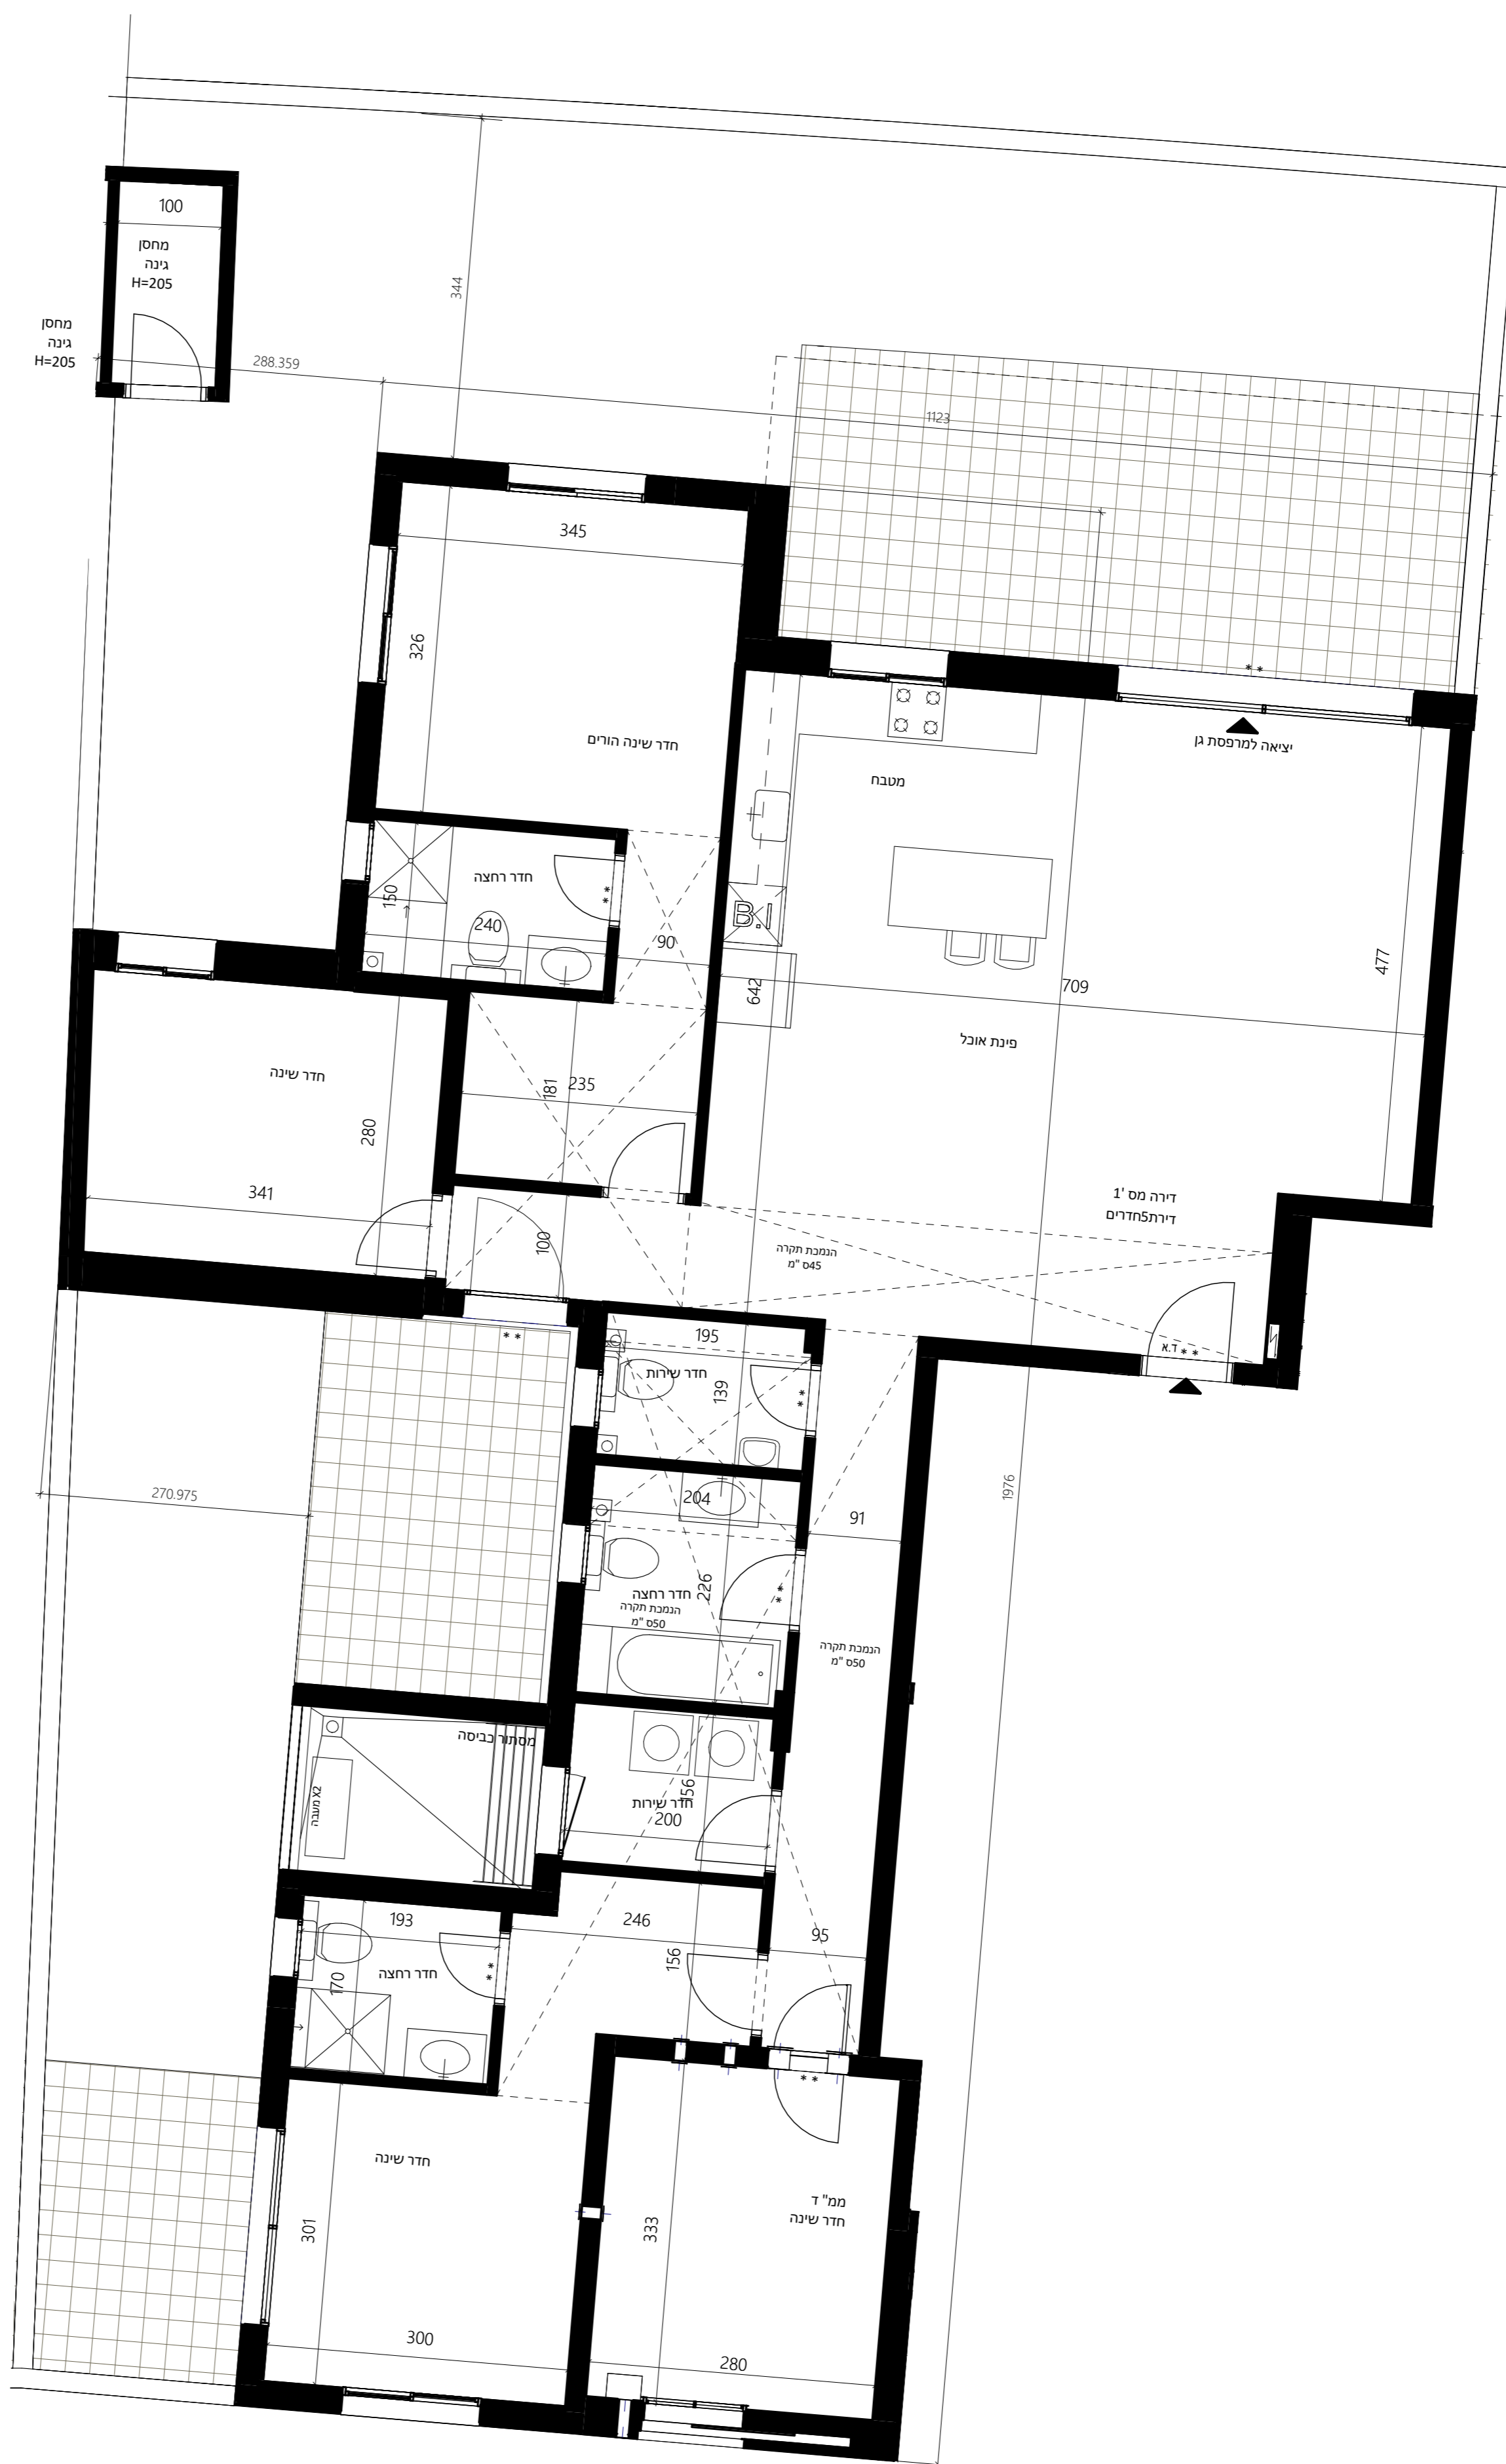 100
מחסן
גינה
H=205
מחסן
גינה
H=205
344
288.359
1123
345
326
חדר שינה הורים
* *
יציאה למרפסת גן
מטבח
חדר רחצה
* *
150
240
90
B.I
642
477
709
פינת אוכל
חדר שינה
280
181
235
341
100
דירה מס '1
דירת5חדרים
הנמכת תקרה
45ס "מ
* *
ד.א
* *
195
חדר שירות
139
* *
270.975
204
91
1976
226
חדר רחצה
הנמכת תקרה
50ס "מ
* *
הנמכת תקרה
50ס "מ
מסתור כביסה
מעבה X2
156
חדר שירות
200
193
246
95
156
חדר רחצה
170
* *
* *
חדר שינה
301
300
ממ" ד
חדר שינה
333
280